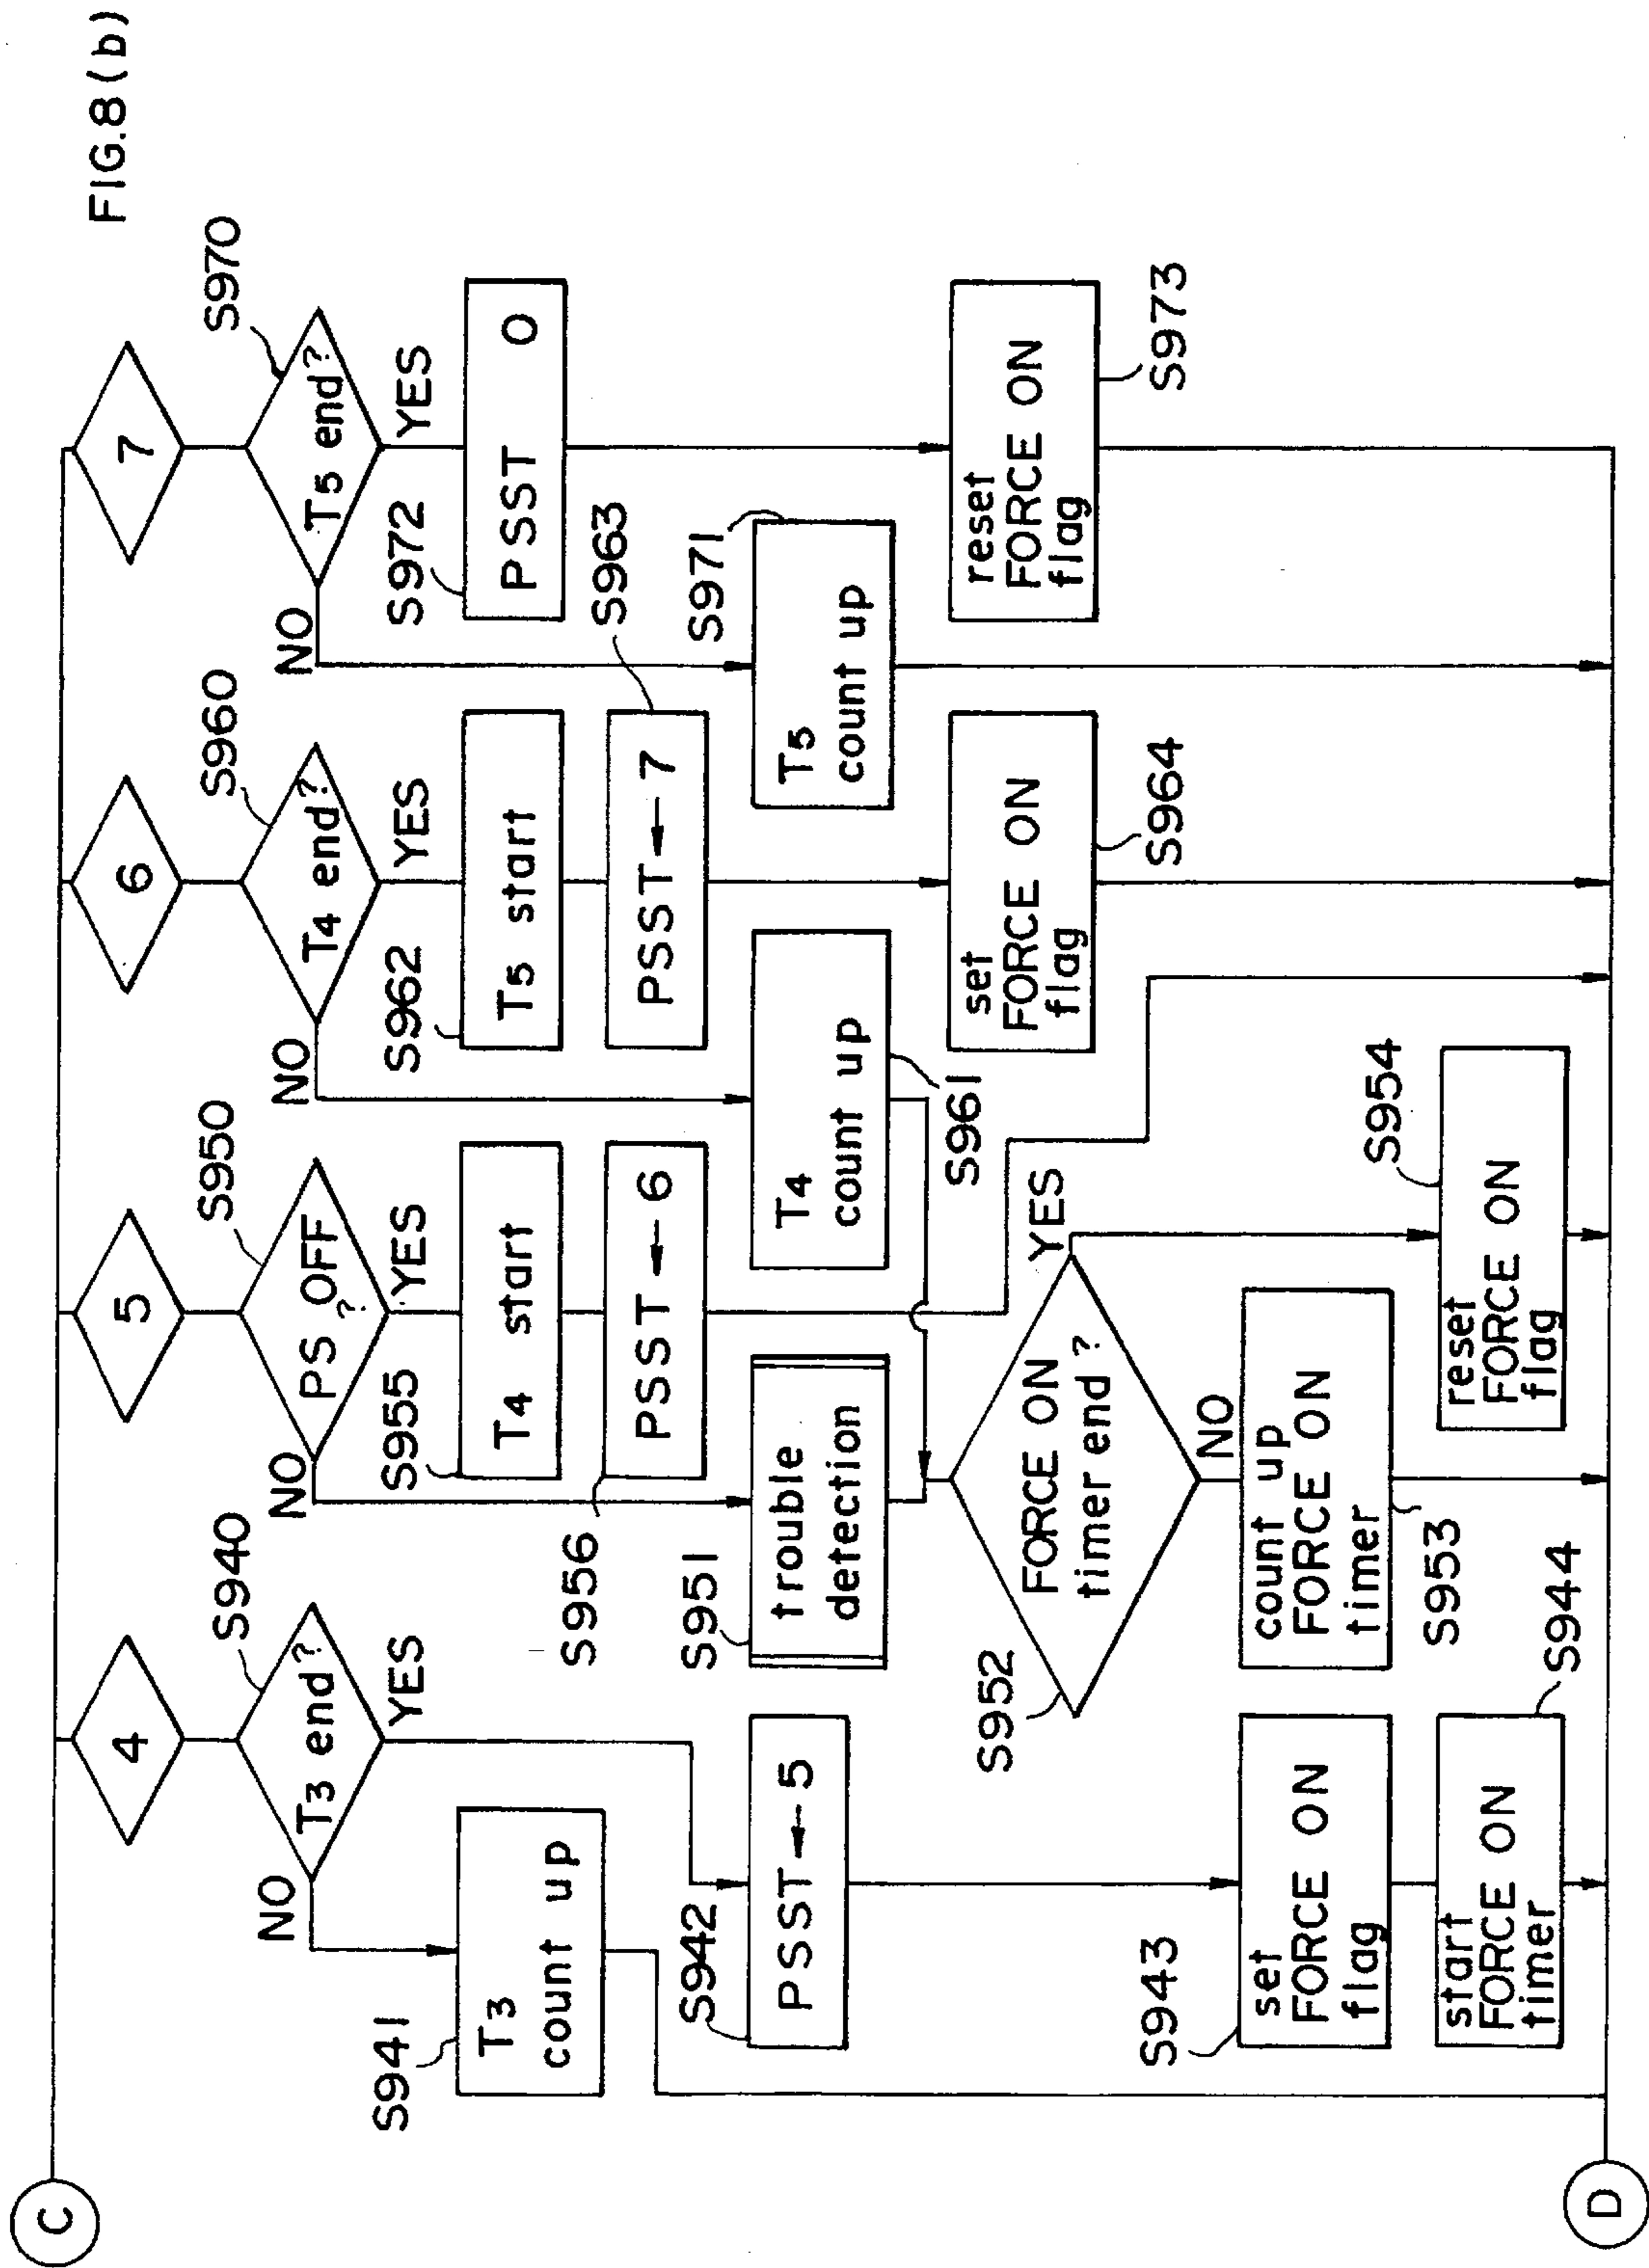 FIG.8(b)
C
4
5
6
7
S940
T3 end?
NO
YES
S941
T3
count up
S942
PSST←5
S943
set
FORCE ON
flag
S944
start
FORCE ON
timer
S950
PS OFF
?
NO
YES
S955
T4 start
S956
PSST←6
S951
trouble
detection
S952
FORCE ON
timer end?
YES
NO
S953
count up
FORCE ON
timer
S954
reset
FORCE ON
flag
S960
T4 end?
NO
YES
S962
T5 start
S963
PSST←7
S961
T4
count up
S964
set
FORCE ON
flag
S970
T5 end?
NO
YES
S972
PSST 0
S971
T5
count up
S973
reset
FORCE ON
flag
D